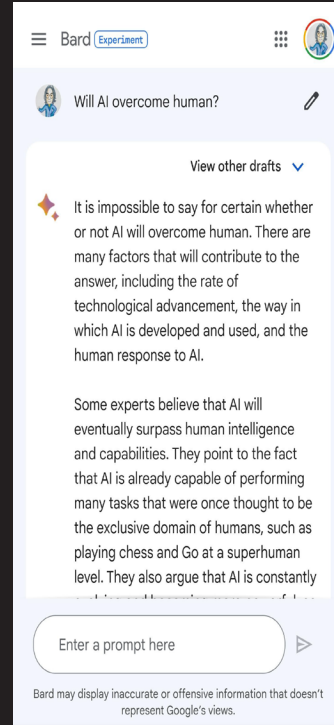 Bard Experiment
Will AI overcome human?
View other drafts
It is impossible to say for certain whether
or not AI will overcome human. There are
many factors that will contribute to the
answer, including the rate of
technological advancement, the way in
which AI is developed and used, and the
human response to AI.
Some experts believe that AI will
eventually surpass human intelligence
and capabilities. They point to the fact
that AI is already capable of performing
many tasks that were once thought to be
the exclusive domain of humans, such as
playing chess and Go at a superhuman
level. They also argue that AI is constantly
Enter a prompt here
Bard may display inaccurate or offensive information that doesn't
represent Google's views.